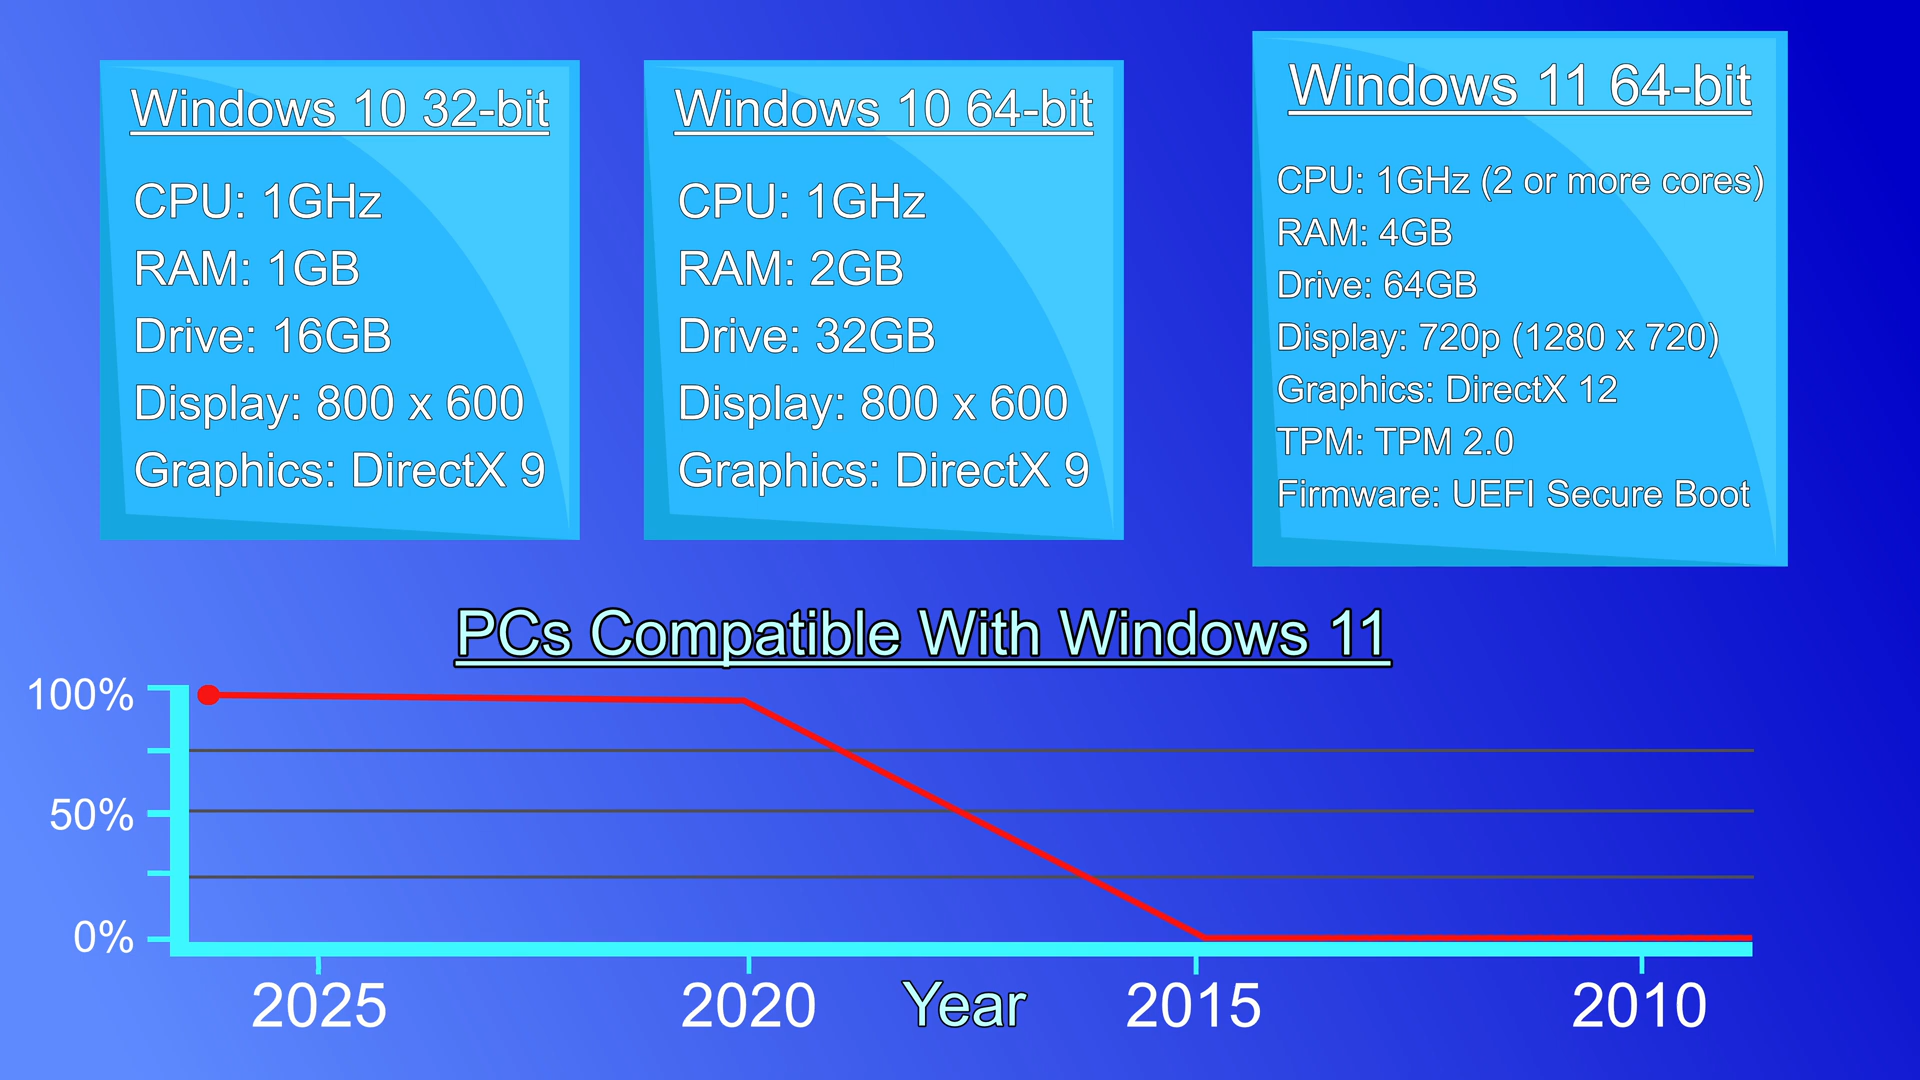 Windows 10 32-bit
CPU: 1GHz
RAM: 1GB
Drive: 16GB
Display: 800 x 600
Graphics: DirectX 9
Windows 10 64-bit
CPU: 1GHz
RAM: 2GB
Drive: 32GB
Display: 800 x 600
Graphics: DirectX 9
Windows 11 64-bit
CPU: 1GHz (2 or more cores)
RAM: 4GB
Drive: 64GB
Display: 720p (1280 x 720)
Graphics: DirectX 12
TPM: TPM 2.0
Firmware: UEFI Secure Boot
PCs Compatible With Windows 11
100%
50%
0%
2025
2020
Year
2015
2010